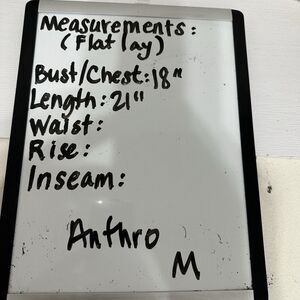 Measurements:
(Flat lay)
Bust/Chest: 18"
Length: 21"
Waist:
Rise:
Inseam:
Anthro
M